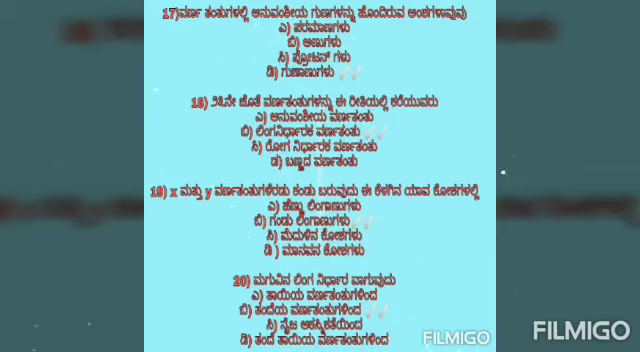 17)ವರ್ಣ ತಂತುಗಳಲ್ಲಿ ಅನುವಂಶೀಯ ಗುಣಗಳನ್ನು ಹೊಂದಿರುವ ಅಂಶಗಳಾವುವು
ಎ) ಪರಮಾಣಗಳು
ಬಿ) ಅಣುಗಳು
ಸಿ) ಪ್ರೋಟನ್ ಗಳು
ಡಿ) ಗುಣಾಣುಗಳು
18) ೨೩ನೇ ಜೊತೆ ವರ್ಣತಂತುಗಳನ್ನು ಈ ರೀತಿಯಲ್ಲಿ ಕರೆಯುವರು
ಎ) ಅನುವಂಶೀಯ ವರ್ಣತಂತು
ಬಿ) ಲಿಂಗನಿರ್ಧಾರಕ ವರ್ಣತಂತು
ಸಿ) ರೋಗ ನಿರ್ಧಾರಕ ವರ್ಣತಂತು
ಡ) ಬಣ್ಣದ ವರ್ಣತಂತು
19) x ಮತ್ತು y ವರ್ಣತಂತುಗಳೆರಡು ಕಂಡು ಬರುವುದು ಈ ಕೆಳಗಿನ ಯಾವ ಕೋಶಗಳಲ್ಲಿ
ಎ) ಹೆಣ್ಣು ಲಿಂಗಾಣುಗಳು
ಬಿ) ಗಂಡು ಲಿಂಗಾಣುಗಳು
ಸಿ) ಮೆದುಳಿನ ಕೋಶಗಳು
ಡಿ ) ಮಾನವನ ಕೋಶಗಳು
20) ಮಗುವಿನ ಲಿಂಗ ನಿರ್ಧಾರ ವಾಗುವುದು
ಎ) ತಾಯಿಯ ವರ್ಣತಂತುಗಳಿಂದ
ಬಿ) ತಂದೆಯ ವರ್ಣತಂತುಗಳಿಂದ
ಸಿ) ನೈಜ ಆಕಸ್ಮಿಕತೆಯಿಂದ
ಡಿ) ತಂದೆ ತಾಯಿಯ ವರ್ಣತಂತುಗಳಿಂದ
FILMIGO
FILMIGO